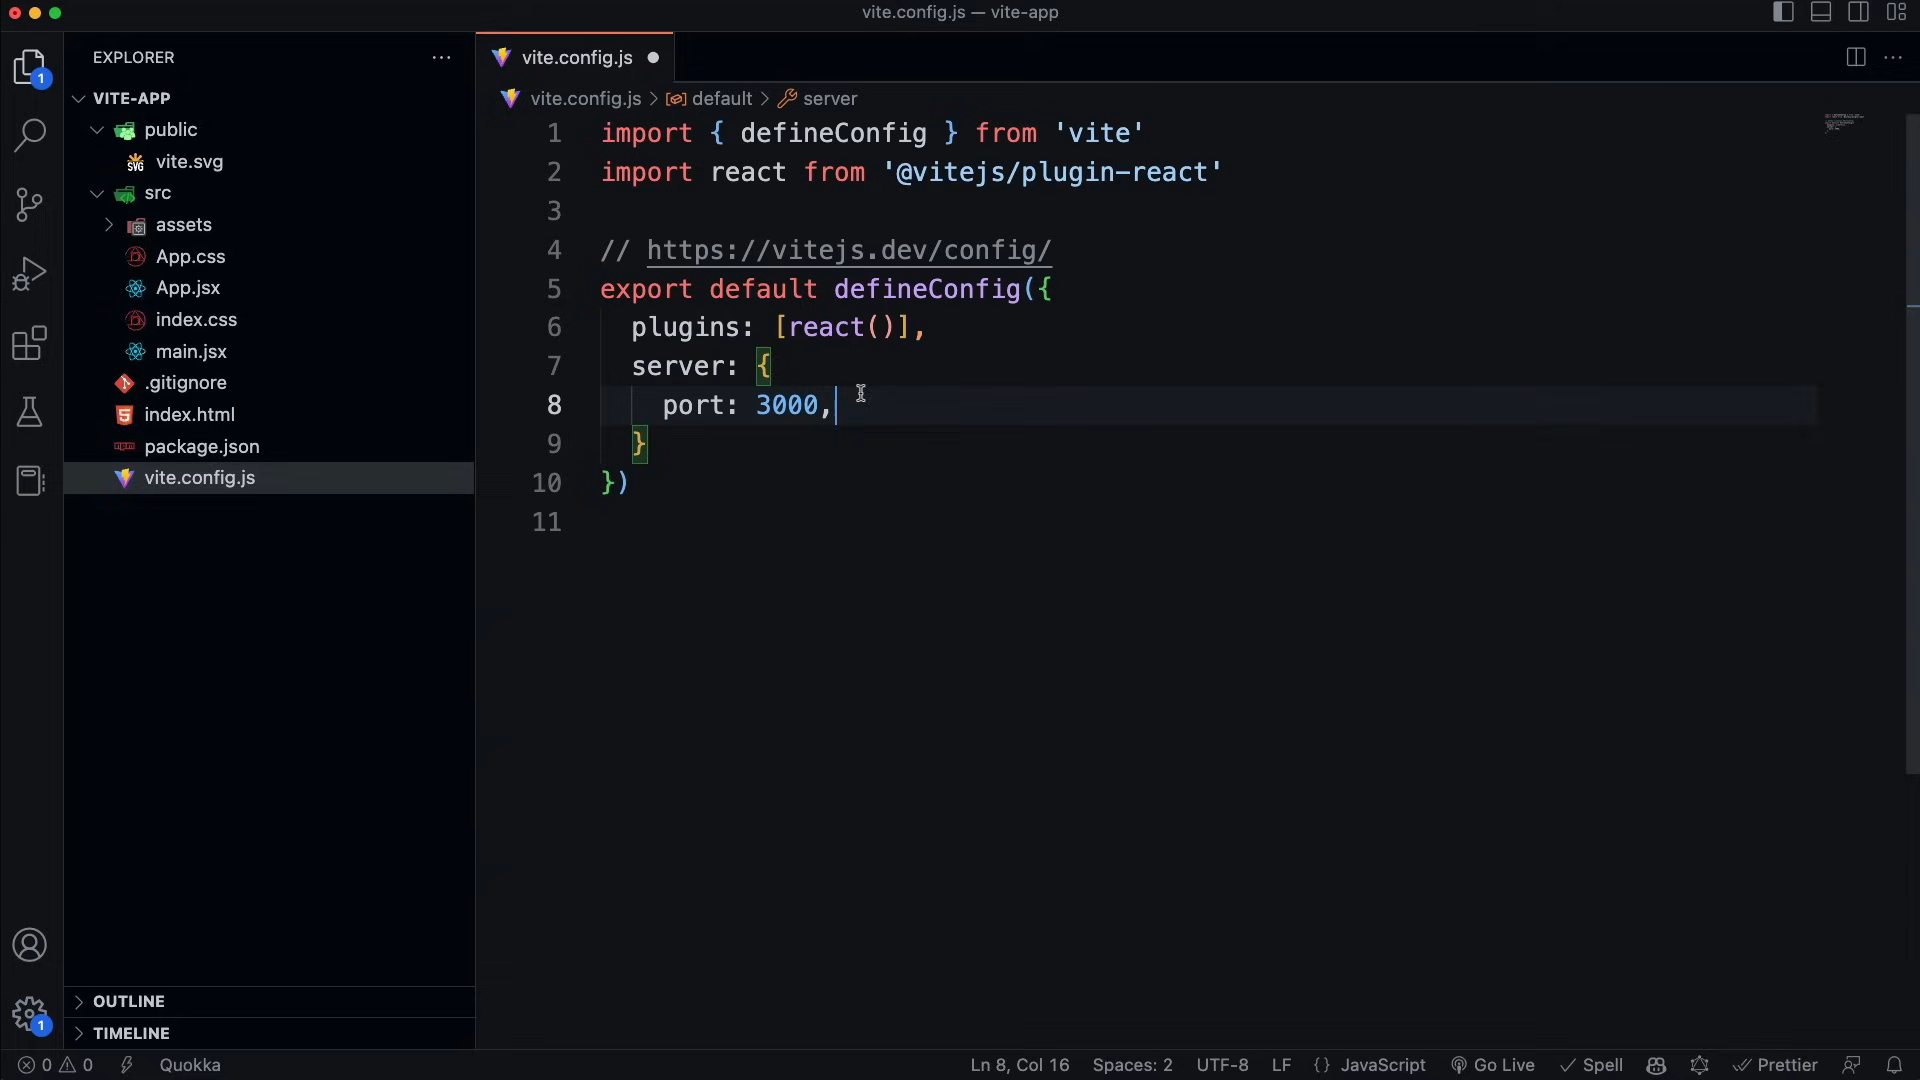 vite.config.js — vite-app
EXPLORER
1
VITE-APP
public
vite.svg
src
assets
App.css
App.jsx
index.css
main.jsx
.gitignore
index.html
package.json
vite.config.js
OUTLINE
TIMELINE
1
vite.config.js
vite.config.js > default > server
1 import { defineConfig } from 'vite'
2 import react from '@vitejs/plugin-react'
3
4 // https://vitejs.dev/config/
5 export default defineConfig({
6 plugins: [react()],
7 server: {
8 port: 3000,
9 }
10 })
11
0 0 Quokka Ln 8, Col 16 Spaces: 2 UTF-8 LF {} JavaScript Go Live Spell Prettier